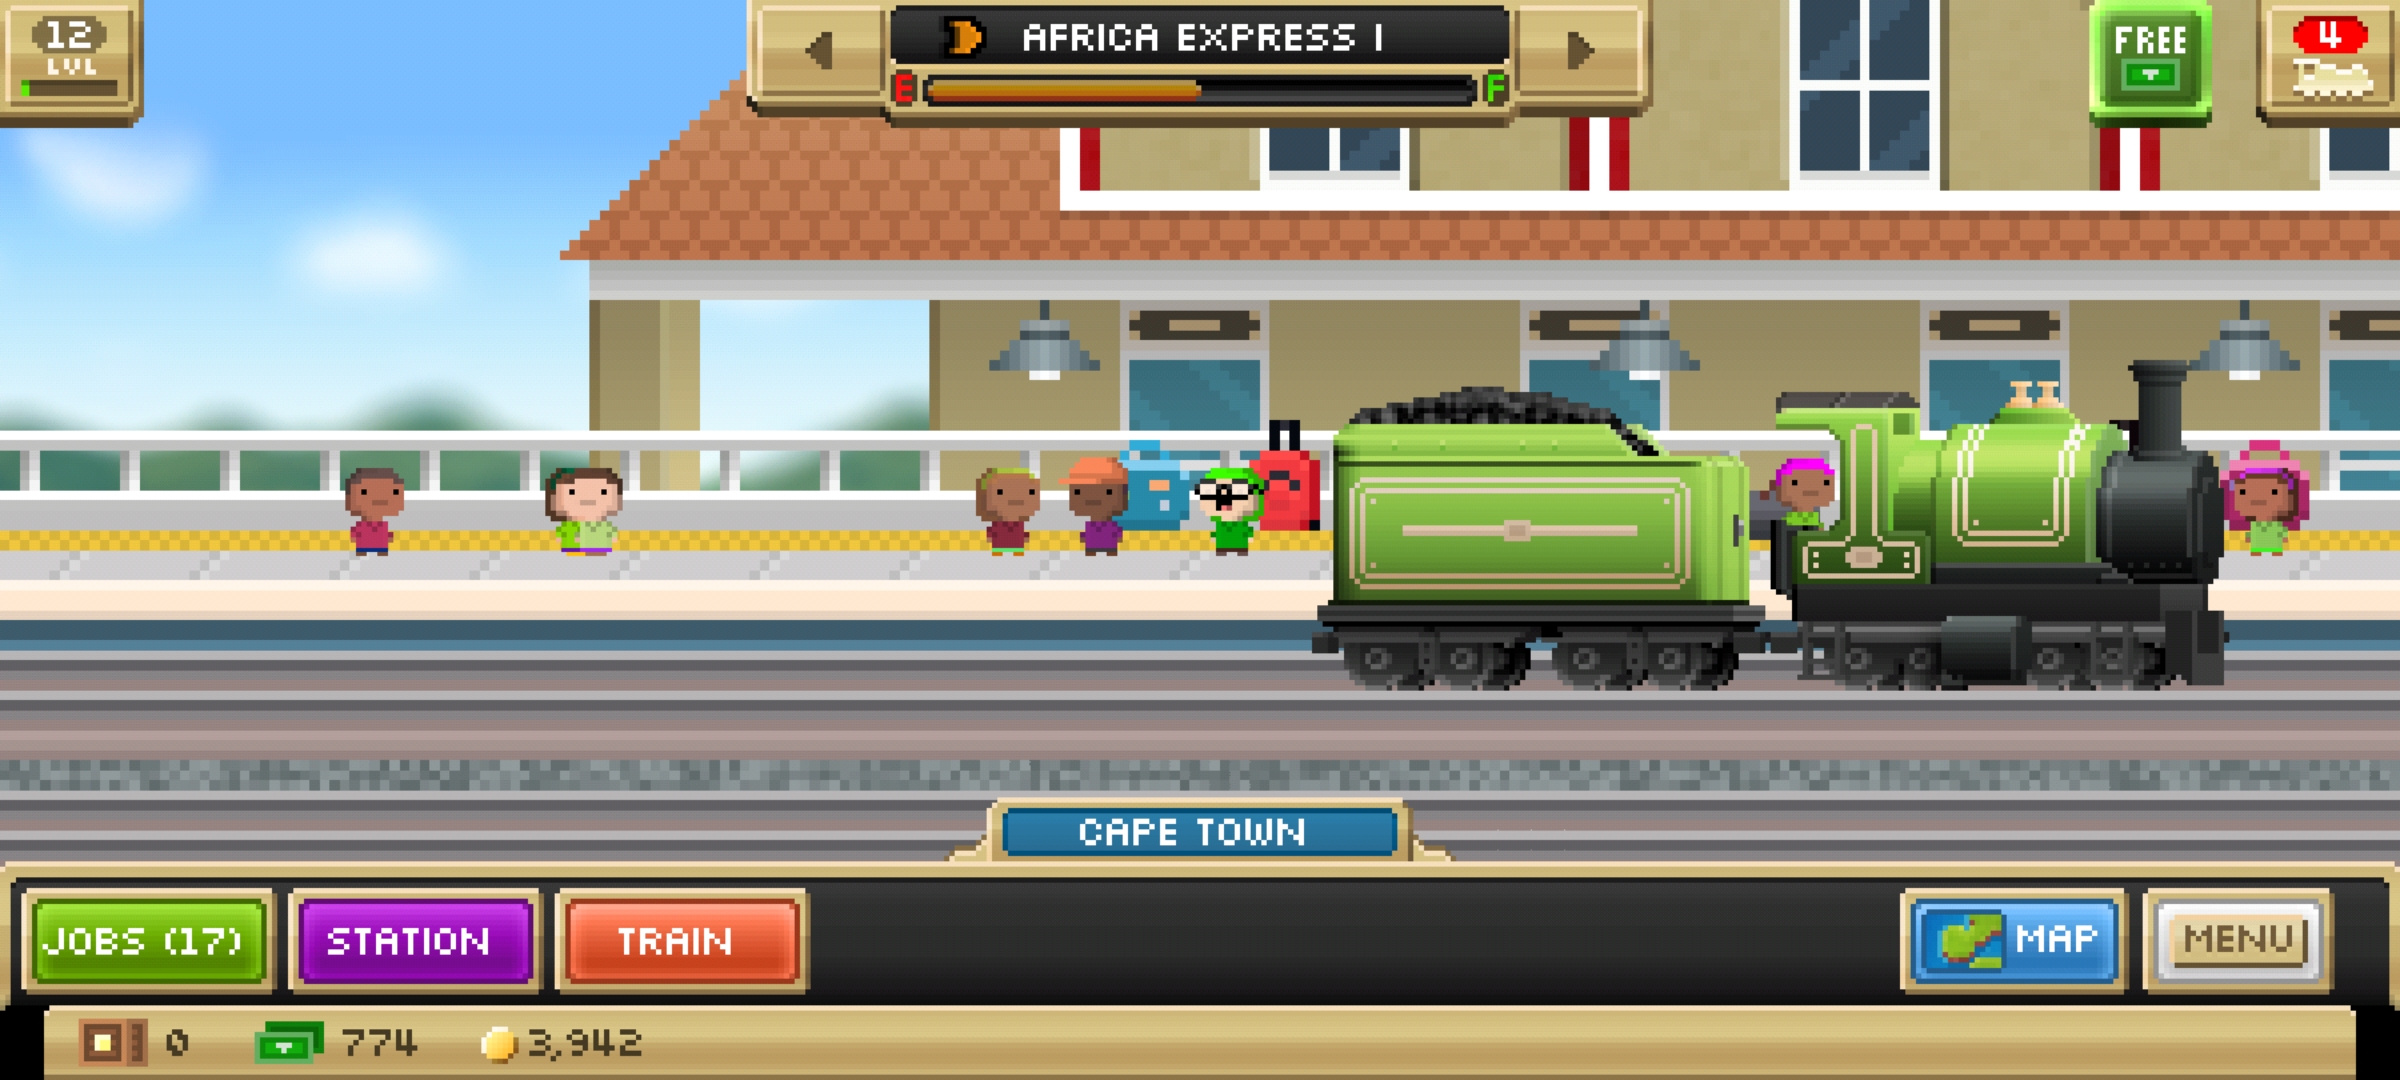 12
LVL
AFRICA EXPRESS I
E
F
FREE
4
CAPE TOWN
JOBS (17)
STATION
TRAIN
MAP
MENU
0
774
3,942